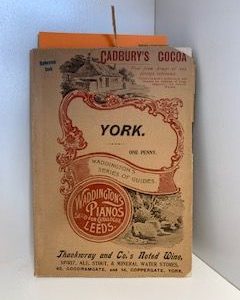 CADBURY'S COCOA
YORK.
ONE PENNY.
WADDINGTON'S
SERIES OF GUIDES.
WADDINGTON'S
PIANOS
LEEDS.
Thackwray and Co.'s Noted Wine,
SPIRIT, ALE, STOUT, & MINERAL WATER STORES,
60, GOODRAMGATE, and 14, COPPERGATE, YORK.